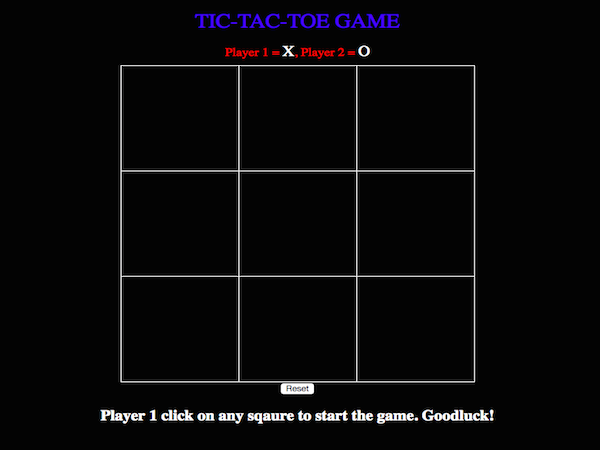 TIC-TAC-TOE GAME
Player 1 = X, Player 2 = O
Reset
Player 1 click on any sqaure to start the game. Goodluck!